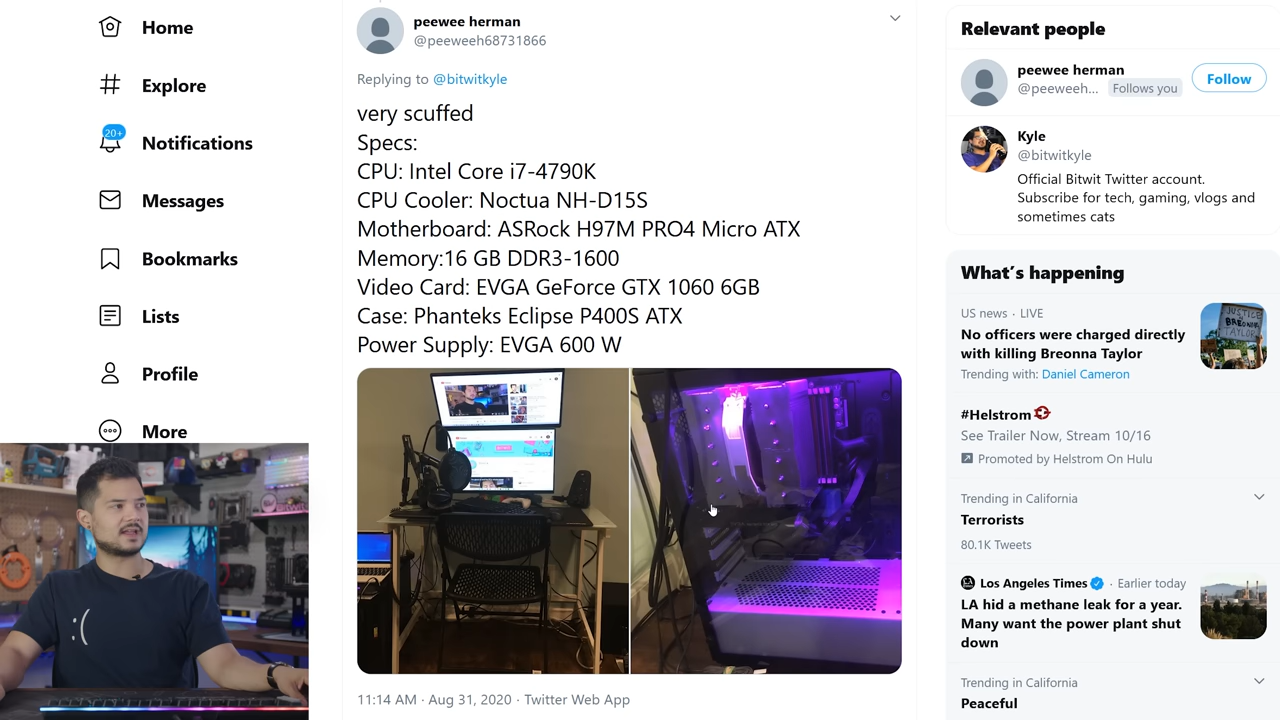 Home
Explore
20+
Notifications
Messages
Bookmarks
Lists
Profile
More
peewee herman
@peeweeh68731866
Replying to @bitwitkyle
very scuffed
Specs:
CPU: Intel Core i7-4790K
CPU Cooler: Noctua NH-D15S
Motherboard: ASRock H97M PRO4 Micro ATX
Memory:16 GB DDR3-1600
Video Card: EVGA GeForce GTX 1060 6GB
Case: Phanteks Eclipse P400S ATX
Power Supply: EVGA 600 W
11:14 AM · Aug 31, 2020 · Twitter Web App
:(
Relevant people
peewee herman
@peeweeh... Follows you
Follow
Kyle
@bitwitkyle
Official Bitwit Twitter account.
Subscribe for tech, gaming, vlogs and
sometimes cats
What's happening
US news · LIVE
No officers were charged directly
with killing Breonna Taylor
Trending with: Daniel Cameron
JUSTICE
BREONNA
TAYLOR
#Helstrom
See Trailer Now, Stream 10/16
Promoted by Helstrom On Hulu
Trending in California
Terrorists
80.1K Tweets
Los Angeles Times · Earlier today
LA hid a methane leak for a year.
Many want the power plant shut
down
Trending in California
Peaceful